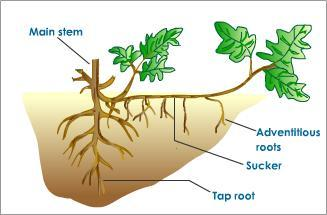 Main stem
Adventitious
roots
Sucker
Tap root